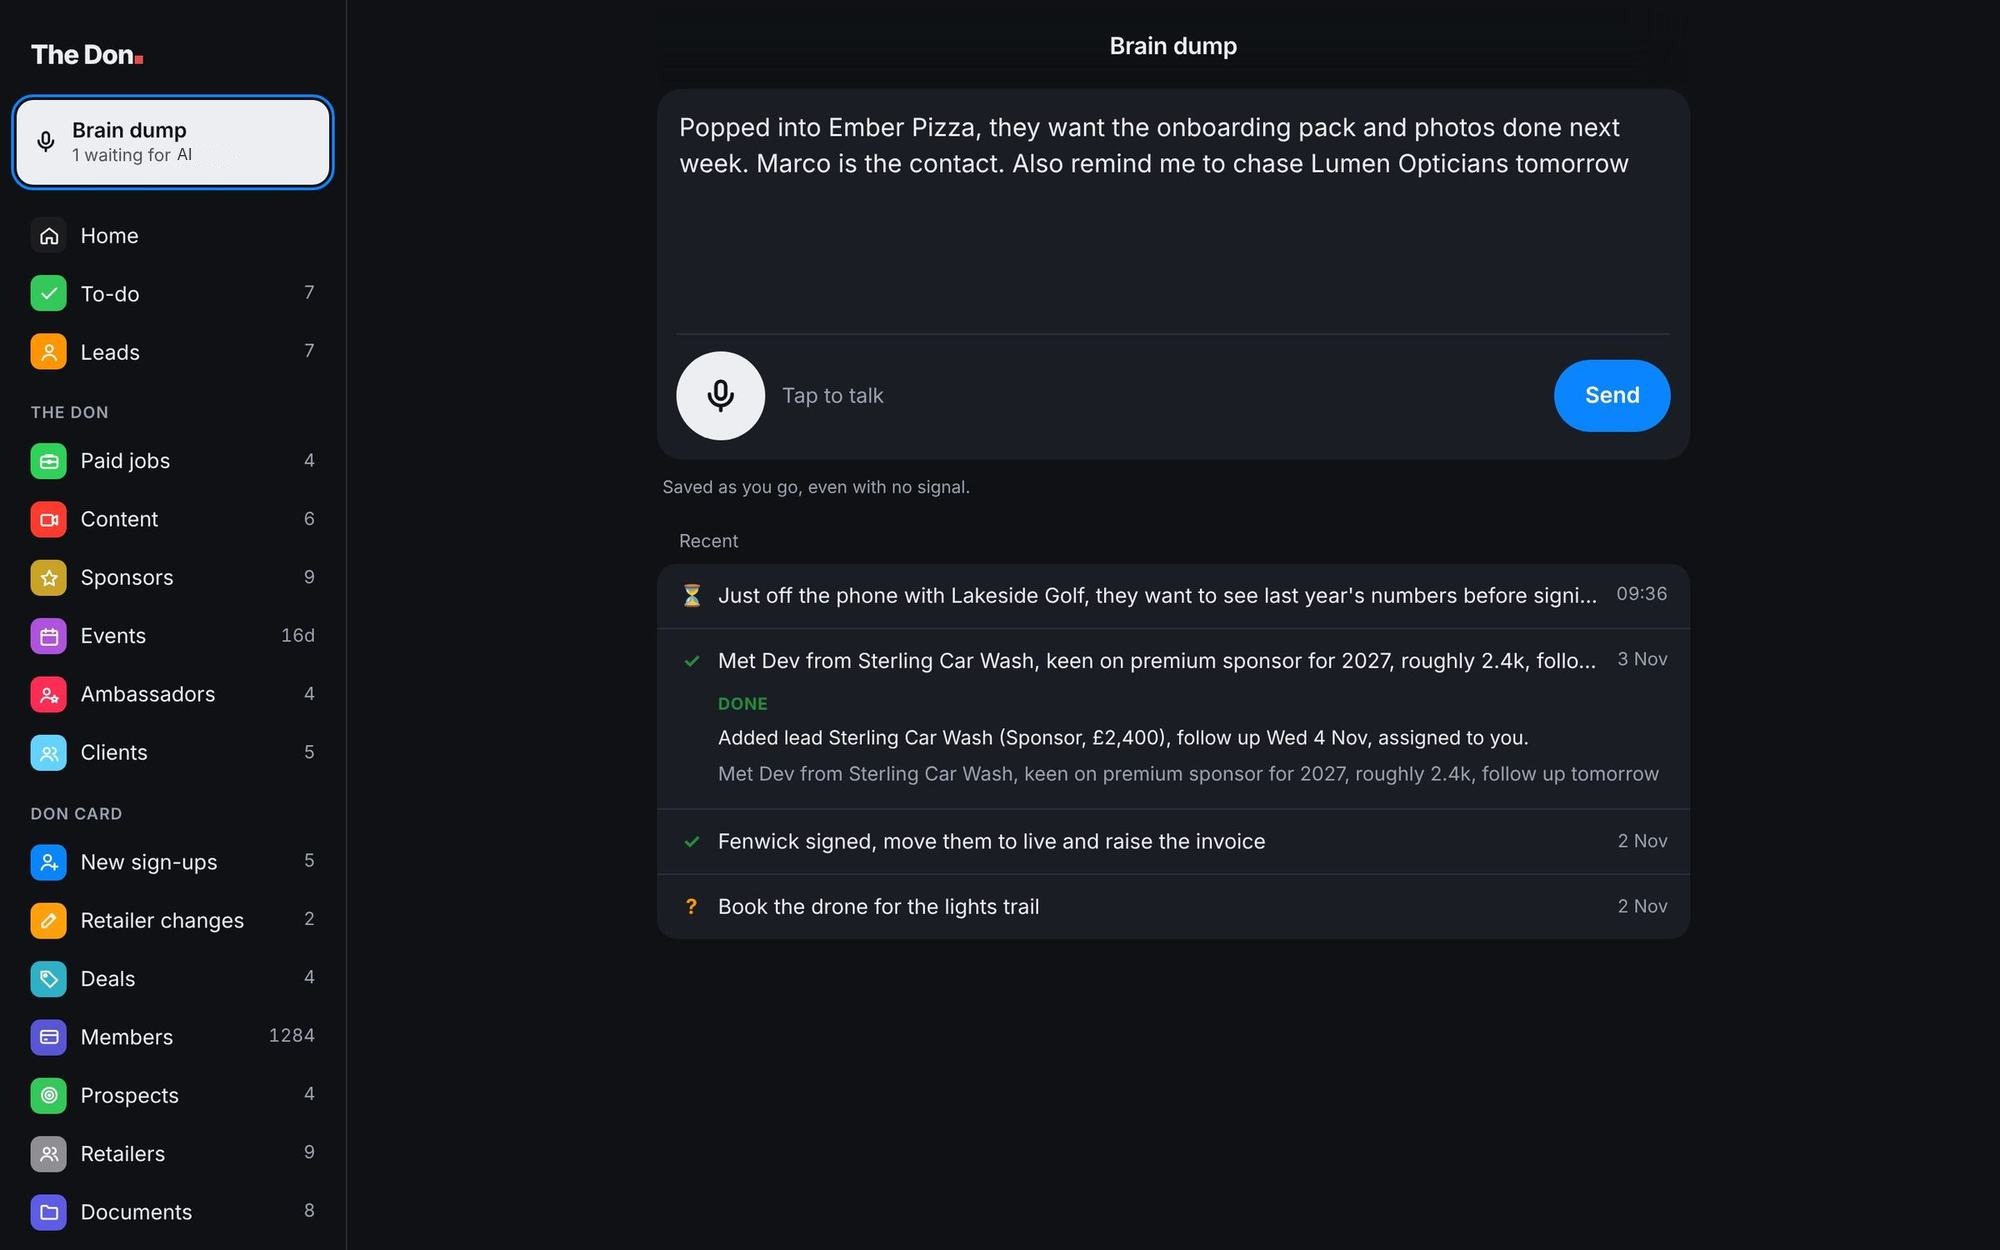 The Don.
Brain dump
1 waiting for AI
Home
To-do 7
Leads 7
THE DON
Paid jobs 4
Content 6
Sponsors 9
Events 16d
Ambassadors 4
Clients 5
DON CARD
New sign-ups 5
Retailer changes 2
Deals 4
Members 1284
Prospects 4
Retailers 9
Documents 8
Brain dump
Popped into Ember Pizza, they want the onboarding pack and photos done next
week. Marco is the contact. Also remind me to chase Lumen Opticians tomorrow
Tap to talk
Send
Saved as you go, even with no signal.
Recent
Just off the phone with Lakeside Golf, they want to see last year's numbers before signi... 09:36
Met Dev from Sterling Car Wash, keen on premium sponsor for 2027, roughly 2.4k, follo... 3 Nov
DONE
Added lead Sterling Car Wash (Sponsor, £2,400), follow up Wed 4 Nov, assigned to you.
Met Dev from Sterling Car Wash, keen on premium sponsor for 2027, roughly 2.4k, follow up tomorrow
Fenwick signed, move them to live and raise the invoice 2 Nov
? Book the drone for the lights trail 2 Nov